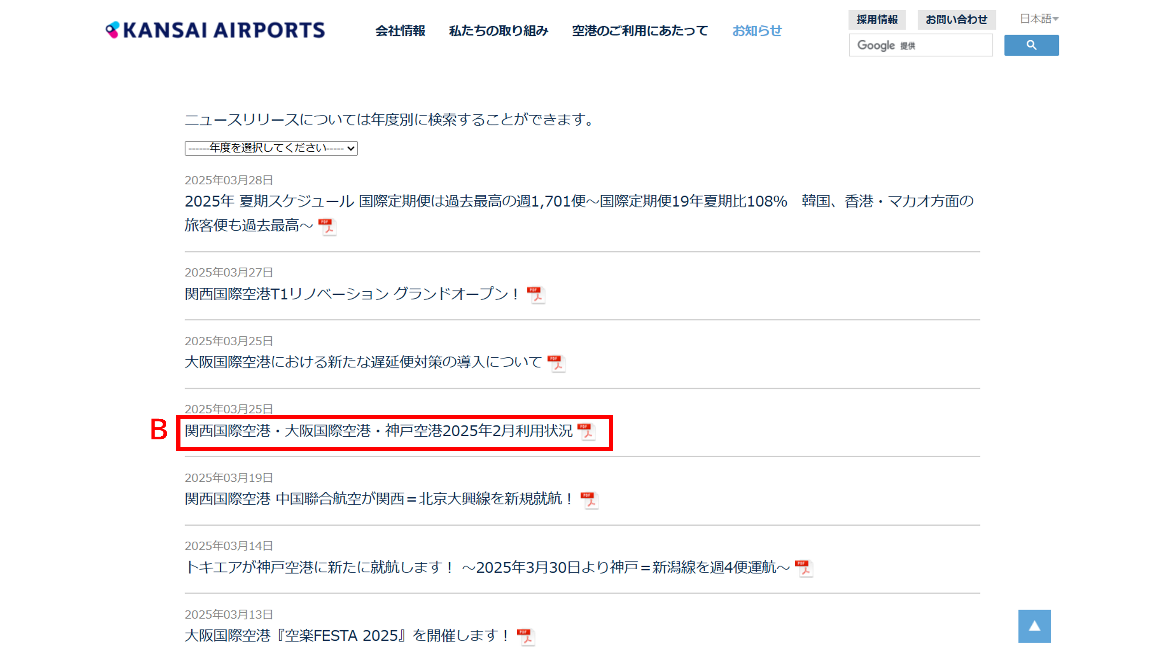 KANSAI AIRPORTS
会社情報 私たちの取り組み 空港のご利用にあたって お知らせ
採用情報 お問い合わせ 日本語
Google 提供
ニュースリリースについては年度別に検索することができます。
------年度を選択してください-----
2025年03月28日
2025年 夏期スケジュール 国際定期便は過去最高の週1,701便～国際定期便19年夏期比108%　韓国、香港・マカオ方面の
旅客便も過去最高～
2025年03月27日
関西国際空港T1リノベーション グランドオープン！
2025年03月25日
大阪国際空港における新たな遅延便対策の導入について
2025年03月25日
B 関西国際空港・大阪国際空港・神戸空港2025年2月利用状況
2025年03月19日
関西国際空港 中国聯合航空が関西＝北京大興線を新規就航！
2025年03月14日
トキエアが神戸空港に新たに就航します！ ～2025年3月30日より神戸＝新潟線を週4便運航～
2025年03月13日
大阪国際空港『空楽FESTA 2025』を開催します！